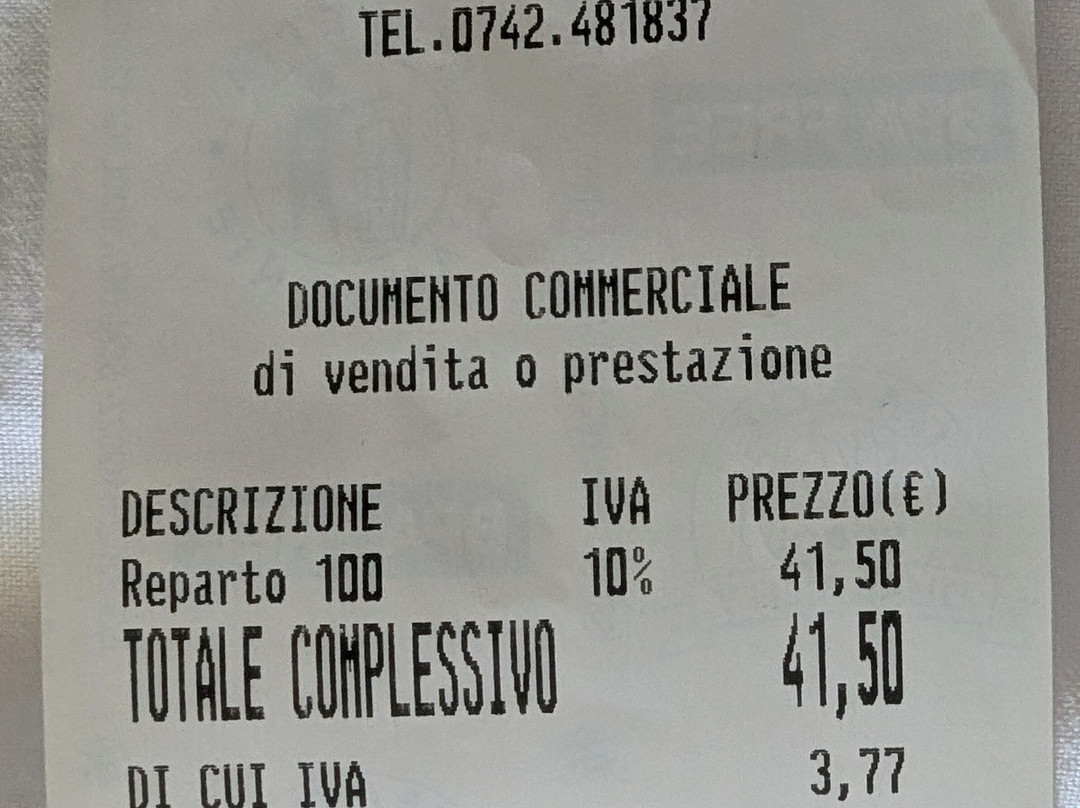 TEL.0742.481837
DOCUMENTO COMMERCIALE
di vendita o prestazione
DESCRIZIONE IVA PREZZO(€)
Reparto 100 10% 41,50
TOTALE COMPLESSIVO 41,50
DI CUI IVA 3,77